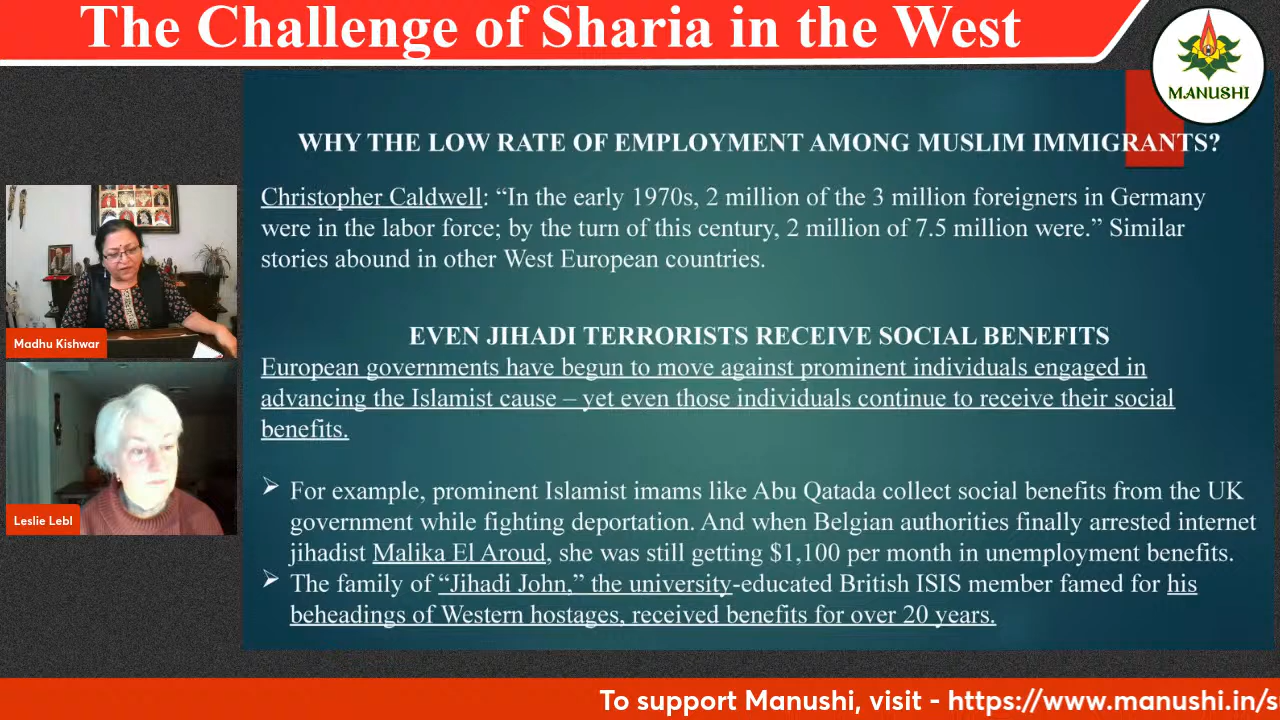 The Challenge of Sharia in the West
MANUSHI
WHY THE LOW RATE OF EMPLOYMENT AMONG MUSLIM IMMIGRANTS?
Christopher Caldwell: “In the early 1970s, 2 million of the 3 million foreigners in Germany
were in the labor force; by the turn of this century, 2 million of 7.5 million were.” Similar
stories abound in other West European countries.
EVEN JIHADI TERRORISTS RECEIVE SOCIAL BENEFITS
European governments have begun to move against prominent individuals engaged in
advancing the Islamist cause – yet even those individuals continue to receive their social
benefits.
For example, prominent Islamist imams like Abu Qatada collect social benefits from the UK
government while fighting deportation. And when Belgian authorities finally arrested internet
jihadist Malika El Aroud, she was still getting $1,100 per month in unemployment benefits.
The family of “Jihadi John,” the university-educated British ISIS member famed for his
beheadings of Western hostages, received benefits for over 20 years.
Madhu Kishwar
Leslie Lebl
To support Manushi, visit - https://www.manushi.in/s